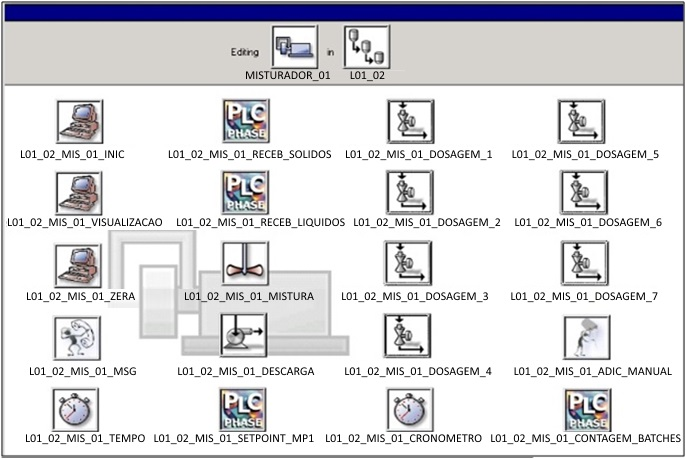 Editing in
MISTURADOR_01 L01_02
PLC
PHASE
L01_02_MIS_01_INIC L01_02_MIS_01_RECEB_SOLIDOS L01_02_MIS_01_DOSAGEM_1 L01_02_MIS_01_DOSAGEM_5
PLC
PHASE
L01_02_MIS_01_VISUALIZACAO L01_02_MIS_01_RECEB_LIQUIDOS L01_02_MIS_01_DOSAGEM_2 L01_02_MIS_01_DOSAGEM_6
L01_02_MIS_01_ZERA L01_02_MIS_01_MISTURA L01_02_MIS_01_DOSAGEM_3 L01_02_MIS_01_DOSAGEM_7
L01_02_MIS_01_MSG L01_02_MIS_01_DESCARGA L01_02_MIS_01_DOSAGEM_4 L01_02_MIS_01_ADIC_MANUAL
PLC PLC
PHASE PHASE
L01_02_MIS_01_TEMPO L01_02_MIS_01_SETPOINT_MP1 L01_02_MIS_01_CRONOMETRO L01_02_MIS_01_CONTAGEM_BATCHES